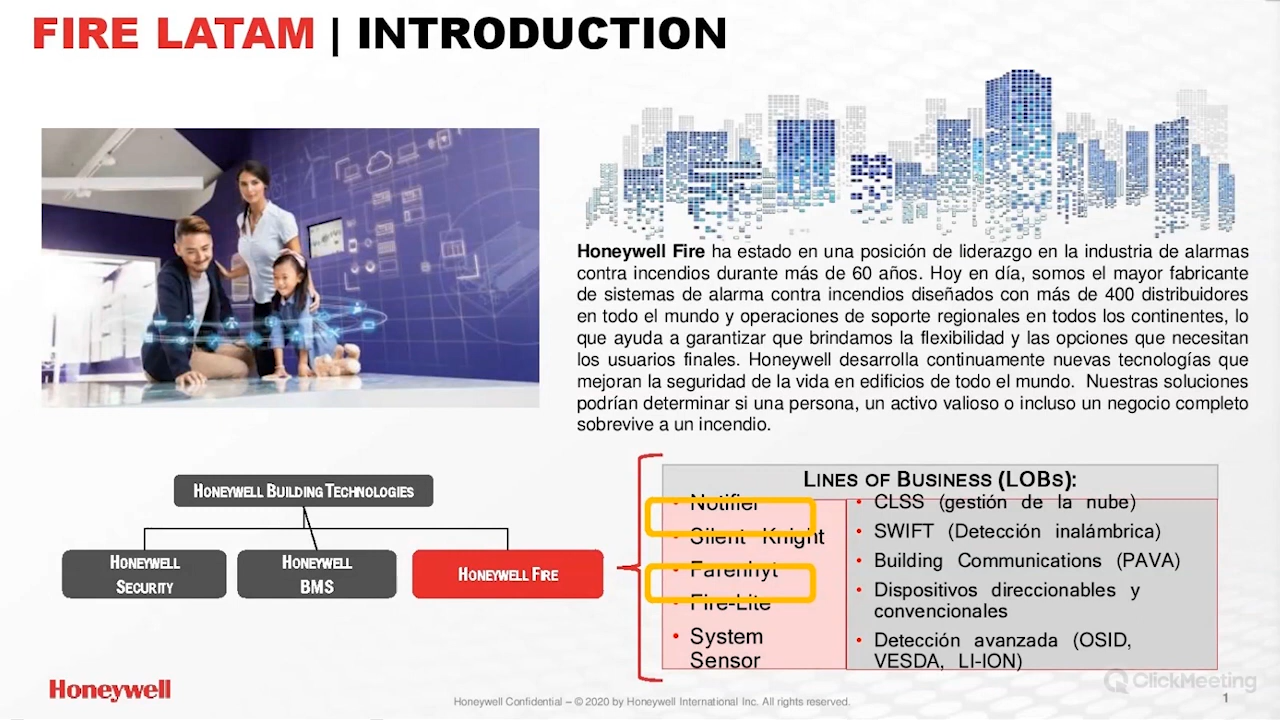 FIRE LATAM | INTRODUCTION
Honeywell Fire ha estado en una posición de liderazgo en la industria de alarmas
contra incendios durante más de 60 años. Hoy en día, somos el mayor fabricante
de sistemas de alarma contra incendios diseñados con más de 400 distribuidores
en todo el mundo y operaciones de soporte regionales en todos los continentes, lo
que ayuda a garantizar que brindamos la flexibilidad y las opciones que necesitan
los usuarios finales. Honeywell desarrolla continuamente nuevas tecnologías que
mejoran la seguridad de la vida en edificios de todo el mundo. Nuestras soluciones
podrían determinar si una persona, un activo valioso o incluso un negocio completo
sobrevive a un incendio.
HONEYWELL BUILDING TECHNOLOGIES
HONEYWELL
SECURITY
HONEYWELL
BMS
HONEYWELL FIRE
LINES OF BUSINESS (LOBS):
• Notifier
• Silent Knight
• Farenhyt
• Fire-Lite
• System
Sensor
• CLSS (gestión de la nube)
• SWIFT (Detección inalámbrica)
• Building Communications (PAVA)
• Dispositivos direccionables y
convencionales
• Detección avanzada (OSID,
VESDA, LI-ION)
Honeywell
Honeywell Confidential – © 2020 by Honeywell International Inc. All rights reserved.
ClickMeeting
1